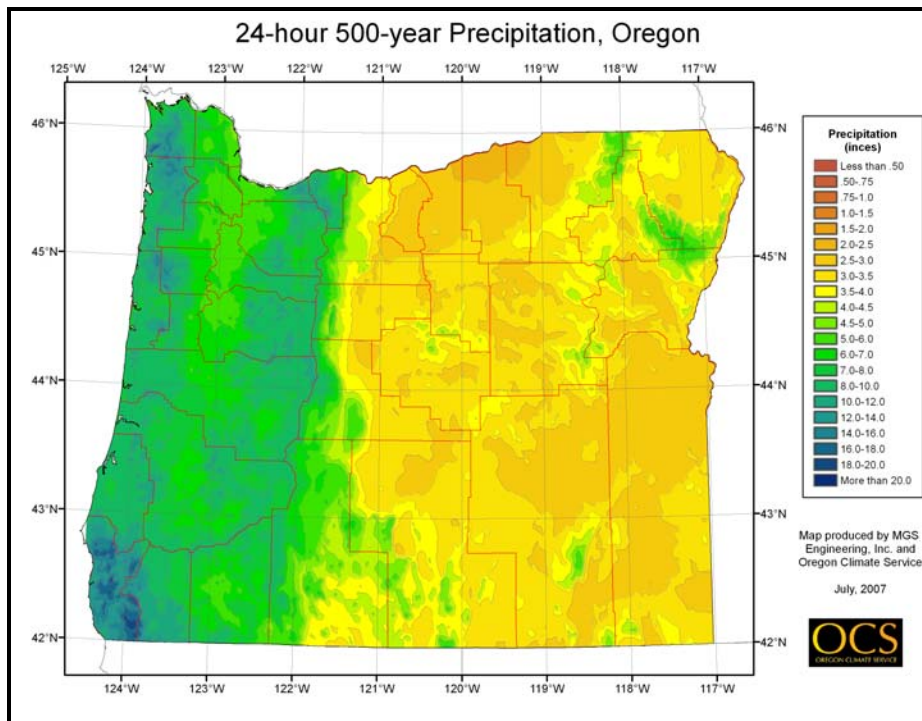 24-hour 500-year Precipitation, Oregon
125°W 124°W 123°W 122°W 121°W 120°W 119°W 118°W 117°W
46°N 46°N
45°N 45°N
44°N 44°N
43°N 43°N
42°N 42°N
124°W 123°W 122°W 121°W 120°W 119°W 118°W 117°W
Precipitation
(inces)
Less than .50
.50-.75
.75-1.0
1.0-1.5
1.5-2.0
2.0-2.5
2.5-3.0
3.0-3.5
3.5-4.0
4.0-4.5
4.5-5.0
5.0-6.0
6.0-7.0
7.0-8.0
8.0-10.0
10.0-12.0
12.0-14.0
14.0-16.0
16.0-18.0
18.0-20.0
More than 20.0
Map produced by MGS
Engineering, Inc. and
Oregon Climate Service
July, 2007
OCS
OREGON CLIMATE SERVICE